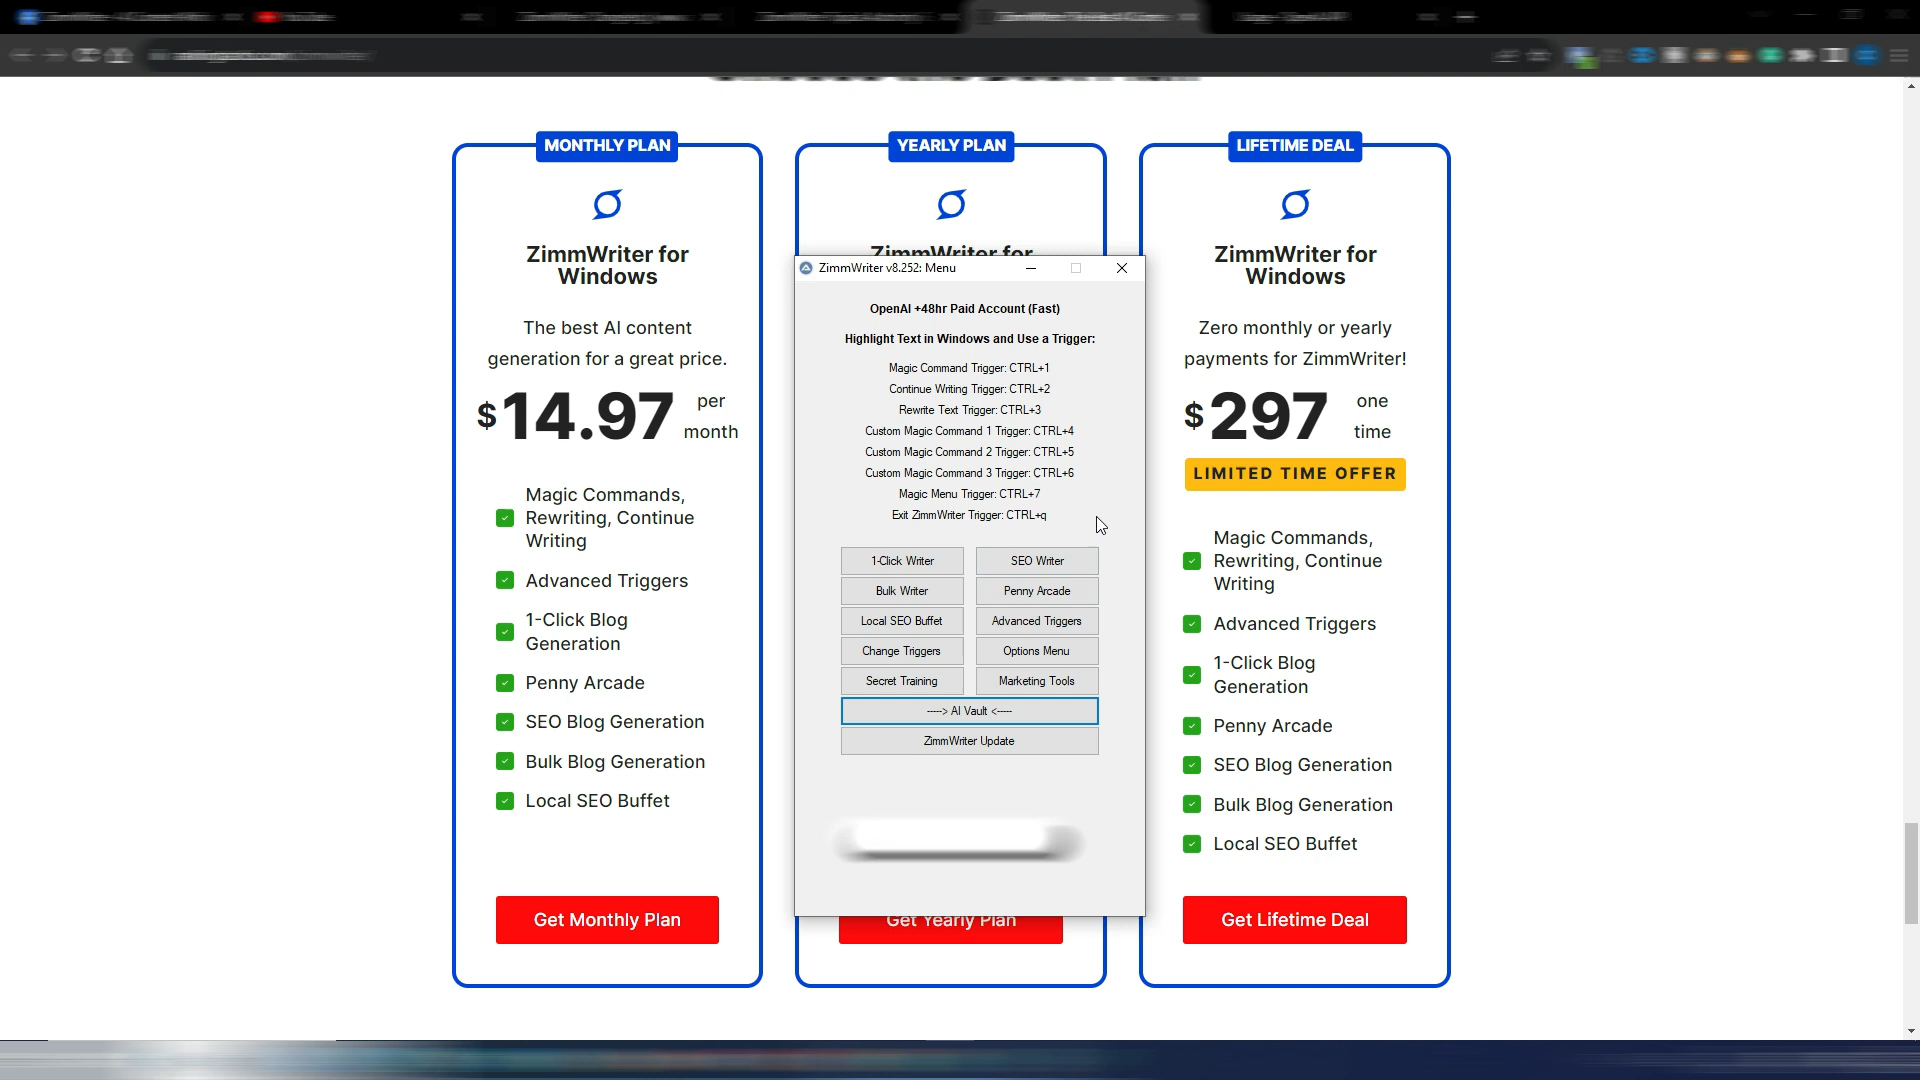 MONTHLY PLAN
ZimmWriter for
Windows
The best AI content
generation for a great price.
$14.97 per
month
Magic Commands,
Rewriting, Continue
Writing
Advanced Triggers
1-Click Blog
Generation
Penny Arcade
SEO Blog Generation
Bulk Blog Generation
Local SEO Buffet
Get Monthly Plan
YEARLY PLAN
ZimmWriter for
Get Yearly Plan
ZimmWriter v8.252: Menu
OpenAI +48hr Paid Account (Fast)
Highlight Text in Windows and Use a Trigger:
Magic Command Trigger: CTRL+1
Continue Writing Trigger: CTRL+2
Rewrite Text Trigger: CTRL+3
Custom Magic Command 1 Trigger: CTRL+4
Custom Magic Command 2 Trigger: CTRL+5
Custom Magic Command 3 Trigger: CTRL+6
Magic Menu Trigger: CTRL+7
Exit ZimmWriter Trigger: CTRL+q
1-Click Writer
SEO Writer
Bulk Writer
Penny Arcade
Local SEO Buffet
Advanced Triggers
Change Triggers
Options Menu
Secret Training
Marketing Tools
-----> AI Vault <-----
ZimmWriter Update
LIFETIME DEAL
ZimmWriter for
Windows
Zero monthly or yearly
payments for ZimmWriter!
$297 one
time
LIMITED TIME OFFER
Magic Commands,
Rewriting, Continue
Writing
Advanced Triggers
1-Click Blog
Generation
Penny Arcade
SEO Blog Generation
Bulk Blog Generation
Local SEO Buffet
Get Lifetime Deal